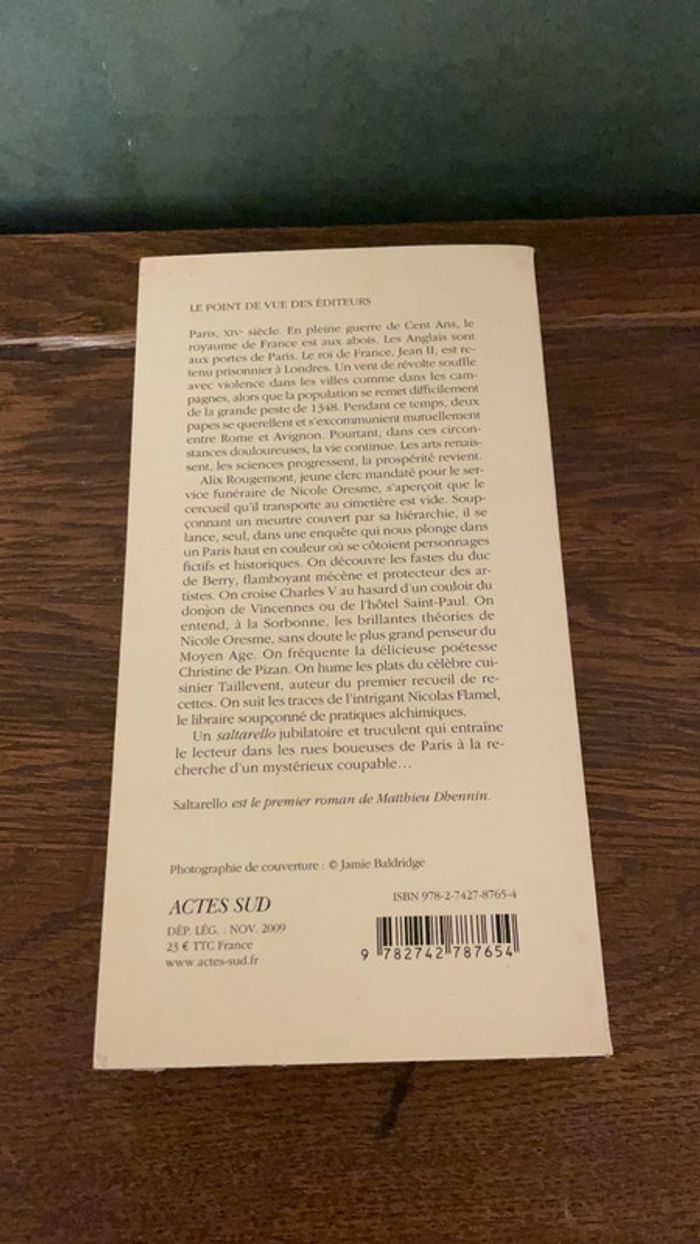 LE POINT DE VUE DES ÉDITEURS
Paris, XIVe siècle. En pleine guerre de Cent Ans, le
royaume de France est aux abois. Les Anglais sont
aux portes de Paris. Le roi de France, Jean II, est re-
tenu prisonnier à Londres. Un vent de révolte souffle
avec violence dans les villes comme dans les cam-
pagnes, alors que la population se remet difficilement
de la grande peste de 1348. Pendant ce temps, deux
papes se querellent et s'excommunient mutuellement
entre Rome et Avignon. Pourtant, dans ces circon-
stances douloureuses, la vie continue. Les arts renais-
sent, les sciences progressent, la prospérité revient.
Alix Rougemont, jeune clerc mandaté pour le ser-
vice funéraire de Nicole Oresme, s'aperçoit que le
cercueil qu'il transporte au cimetière est vide. Soup-
çonnant un meurtre couvert par sa hiérarchie, il se
lance, seul, dans une enquête qui nous plonge dans
un Paris haut en couleur où se côtoient personnages
fictifs et historiques. On découvre les fastes du duc
de Berry, flamboyant mécène et protecteur des ar-
tistes. On croise Charles V au hasard d'un couloir du
donjon de Vincennes ou de l'hôtel Saint-Paul. On
entend, à la Sorbonne, les brillantes théories de
Nicole Oresme, sans doute le plus grand penseur du
Moyen Age. On fréquente la délicieuse poétesse
Christine de Pizan. On hume les plats du célèbre cui-
sinier Taillevent, auteur du premier recueil de re-
cettes. On suit les traces de l'intrigant Nicolas Flamel,
le libraire soupçonné de pratiques alchimiques.
Un saltarello jubilatoire et truculent qui entraîne
le lecteur dans les rues boueuses de Paris à la re-
cherche d'un mystérieux coupable…
Saltarello est le premier roman de Matthieu Dhennin.
Photographie de couverture : © Jamie Baldridge
ACTES SUD
DÉP. LÉG. : NOV. 2009
23 € TTC France
www.actes-sud.fr
ISBN 978-2-7427-8765-4
9 782742 787654